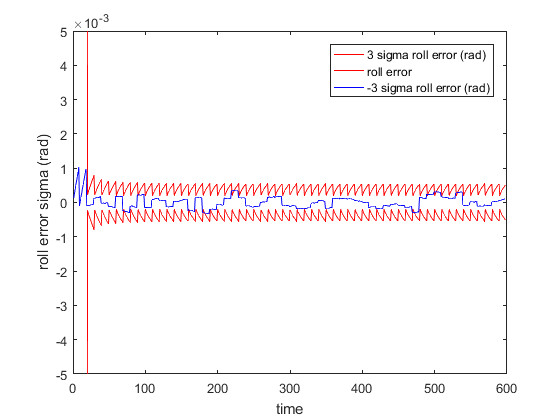 ×10⁻³
5
4
3
2
1
0
-1
-2
-3
-4
-5
roll error sigma (rad)
3 sigma roll error (rad)
roll error
-3 sigma roll error (rad)
0 100 200 300 400 500 600
time